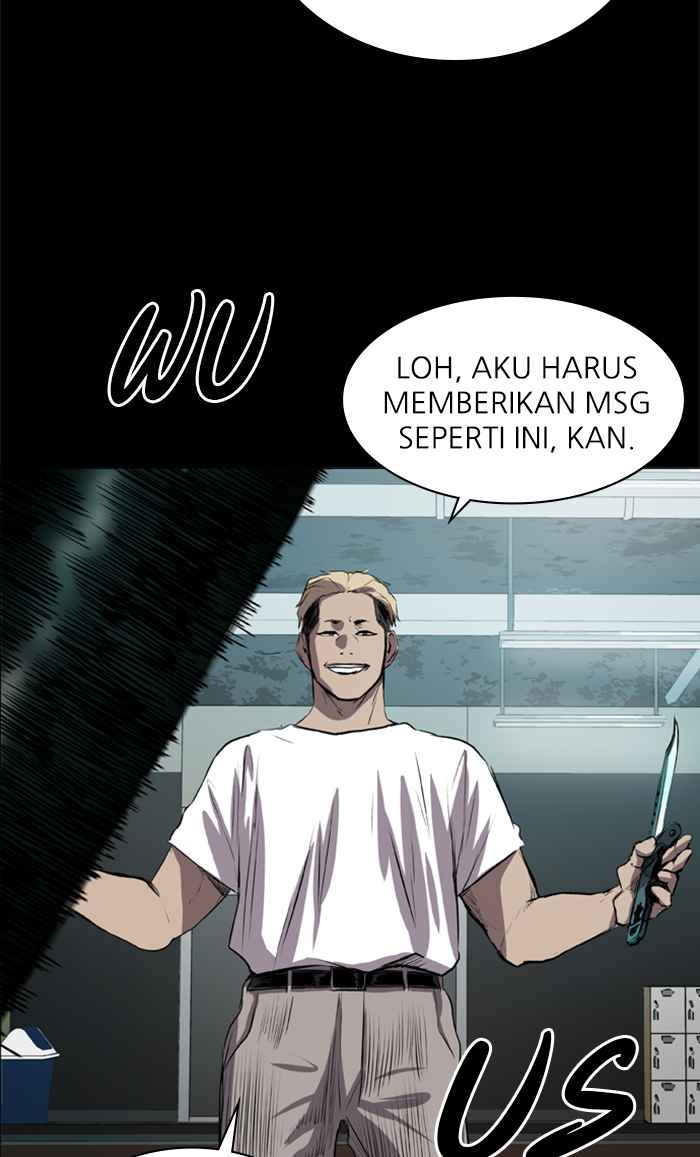 WU
LOH, AKU HARUS
MEMBERIKAN MSG
SEPERTI INI, KAN.
US